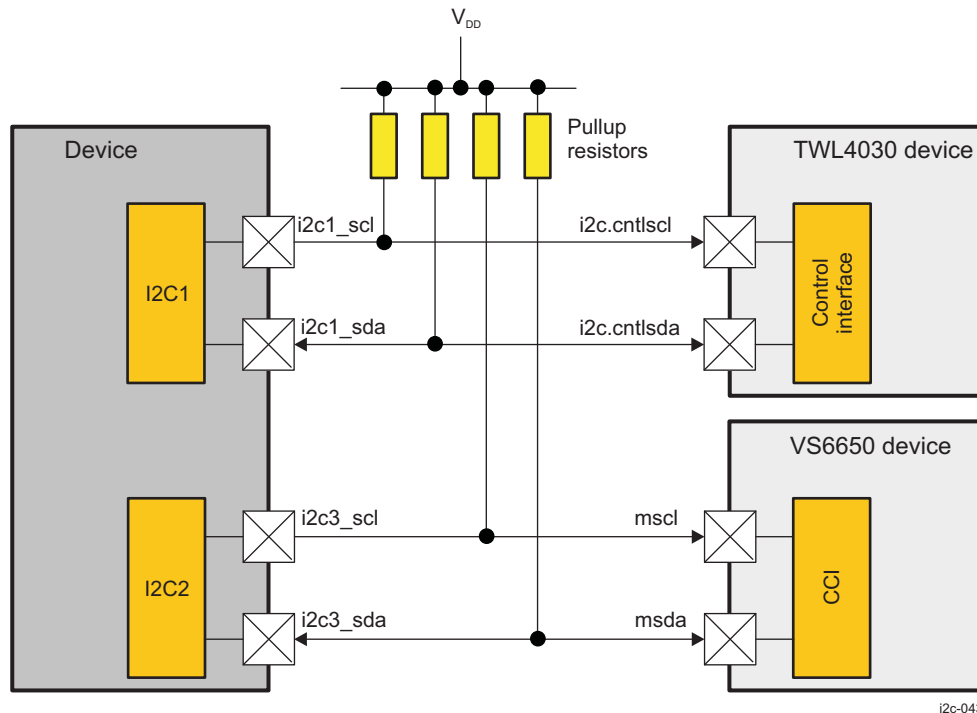 V_DD
Device
Pullup
resistors
TWL4030 device
i2c1_scl
i2c.cntlscl
I2C1
Control
interface
i2c1_sda
i2c.cntlsda
VS6650 device
i2c3_scl
mscl
I2C2
CCI
i2c3_sda
msda